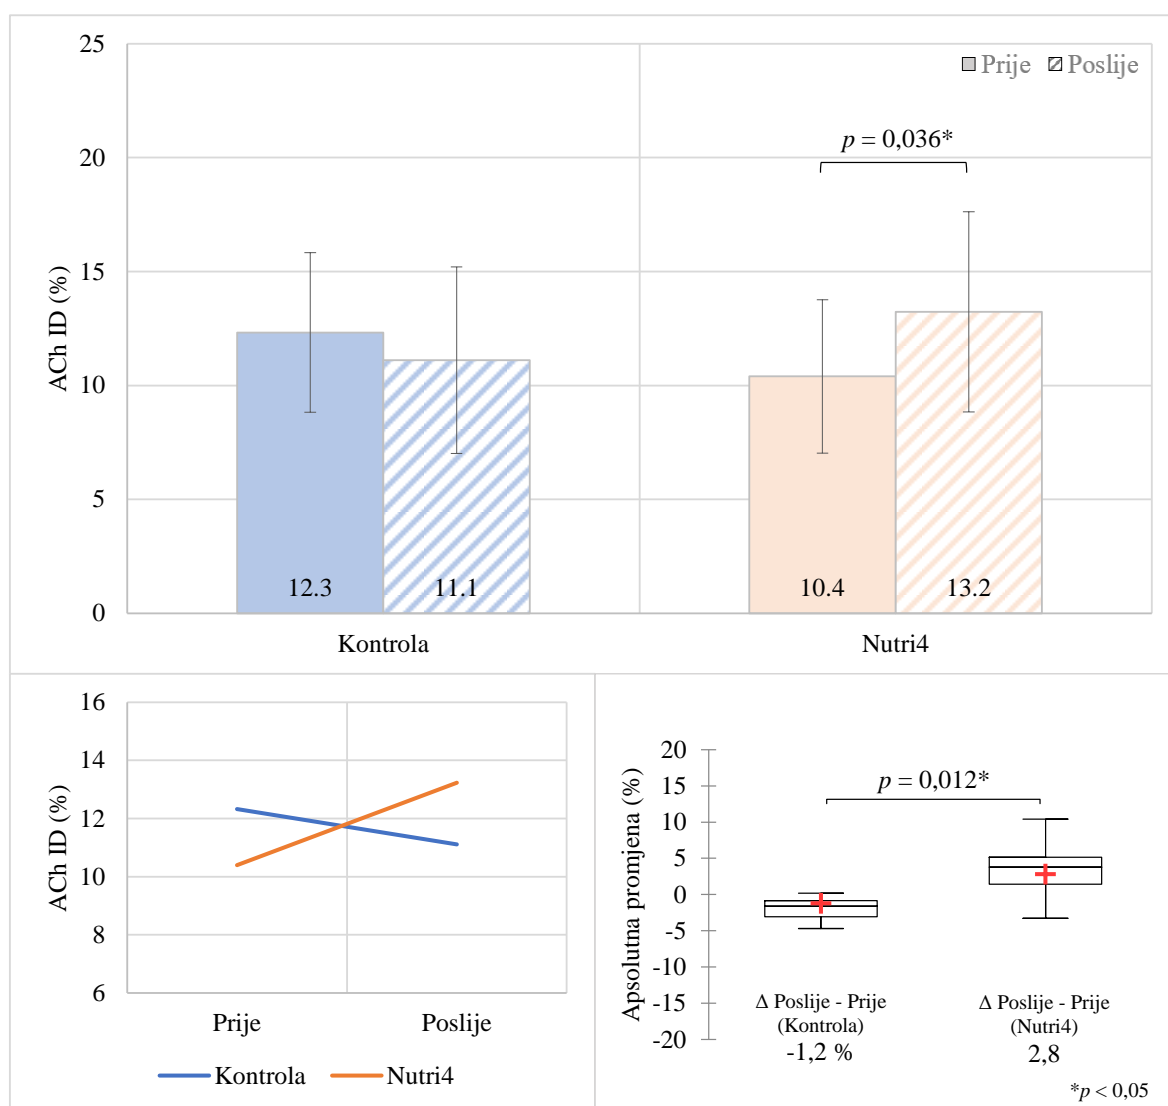 25
20
15
10
5
0
ACh ID (%)
Prije Poslije
p = 0,036*
12.3 11.1 10.4 13.2
Kontrola Nutri4
16
14
12
10
8
6
ACh ID (%)
Prije Poslije
Kontrola Nutri4
20
15
10
5
0
-5
-10
-15
-20
Apsolutna promjena (%)
p = 0,012*
Δ Poslije - Prije
(Kontrola)
-1,2 %
Δ Poslije - Prije
(Nutri4)
2,8
*p < 0,05